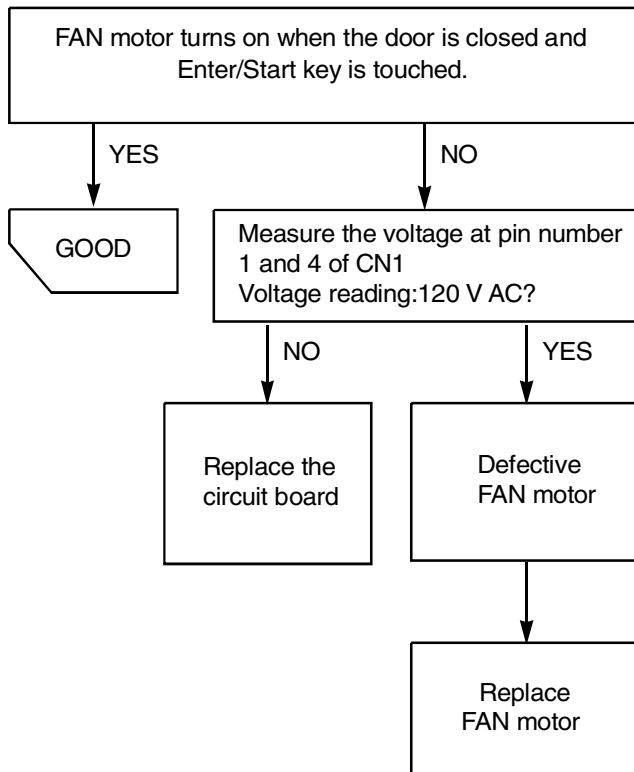 FAN motor turns on when the door is closed and
Enter/Start key is touched.
YES
NO
GOOD
Measure the voltage at pin number
1 and 4 of CN1
Voltage reading:120 V AC?
NO
YES
Replace the
circuit board
Defective
FAN motor
Replace
FAN motor